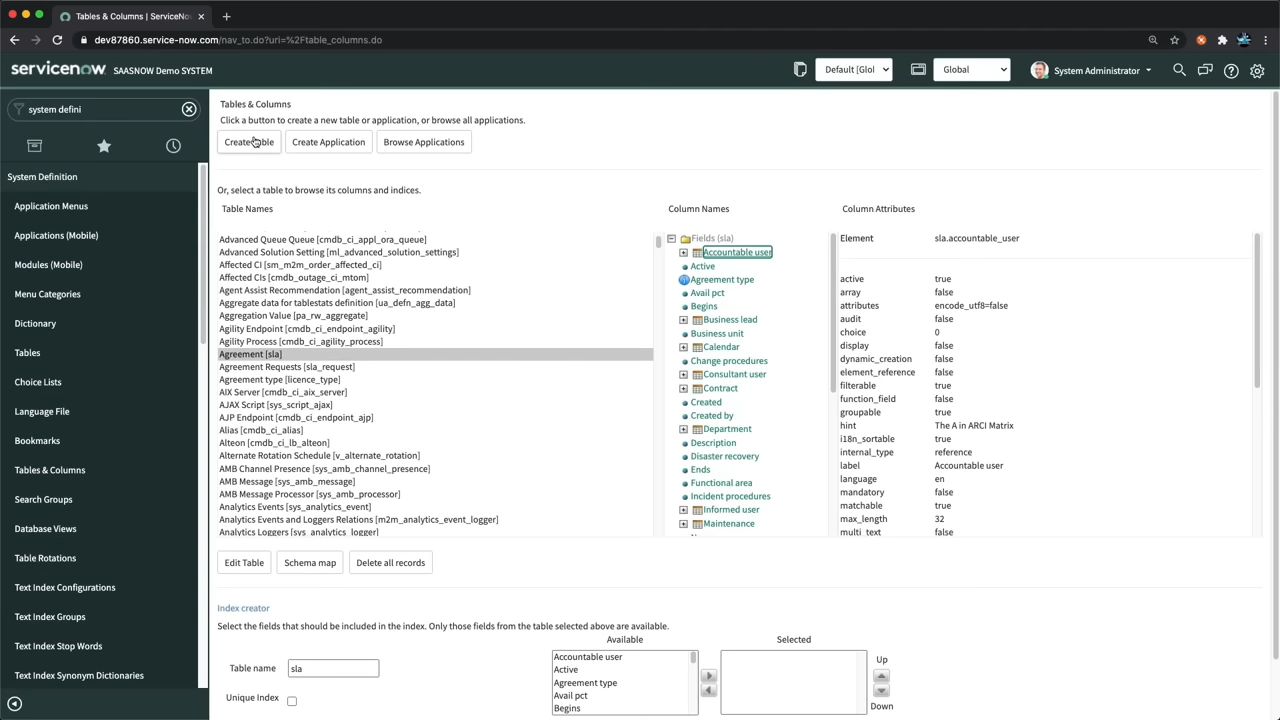 Tables & Columns | ServiceNo
dev87860.service-now.com/nav_to.do?uri=%2Ftable_columns.do
servicenow
SAASNOW Demo SYSTEM
Default [Glol
Global
System Administrator
system defini
System Definition
Application Menus
Applications (Mobile)
Modules (Mobile)
Menu Categories
Dictionary
Tables
Choice Lists
Language File
Bookmarks
Tables & Columns
Search Groups
Database Views
Table Rotations
Text Index Configurations
Text Index Groups
Text Index Stop Words
Text Index Synonym Dictionaries
Tables & Columns
Click a button to create a new table or application, or browse all applications.
Create Table
Create Application
Browse Applications
Or, select a table to browse its columns and indices.
Table Names
Advanced Queue Queue [cmdb_ci_appl_ora_queue]
Advanced Solution Setting [ml_advanced_solution_settings]
Affected CI [sm_m2m_order_affected_ci]
Affected CIs [cmdb_outage_ci_mtom]
Agent Assist Recommendation [agent_assist_recommendation]
Aggregate data for tablestats definition [ua_defn_agg_data]
Aggregation Value [pa_rw_aggregate]
Agility Endpoint [cmdb_ci_endpoint_agility]
Agility Process [cmdb_ci_agility_process]
Agreement [sla]
Agreement Requests [sla_request]
Agreement type [licence_type]
AIX Server [cmdb_ci_aix_server]
AJAX Script [sys_script_ajax]
AJP Endpoint [cmdb_ci_endpoint_ajp]
Alias [cmdb_ci_alias]
Alteon [cmdb_ci_lb_alteon]
Alternate Rotation Schedule [v_alternate_rotation]
AMB Channel Presence [sys_amb_channel_presence]
AMB Message [sys_amb_message]
AMB Message Processor [sys_amb_processor]
Analytics Events [sys_analytics_event]
Analytics Events and Loggers Relations [m2m_analytics_event_logger]
Analytics Loggers [sys_analytics_logger]
Column Names
Fields (sla)
Accountable user
Active
Agreement type
Avail pct
Begins
Business lead
Business unit
Calendar
Change procedures
Consultant user
Contract
Created
Created by
Department
Description
Disaster recovery
Ends
Functional area
Incident procedures
Informed user
Maintenance
Column Attributes
Element sla.accountable_user
active true
array false
attributes encode_utf8=false
audit false
choice 0
display false
dynamic_creation false
element_reference false
filterable true
function_field false
groupable true
hint The A in ARCI Matrix
i18n_sortable true
internal_type reference
label Accountable user
language en
mandatory false
matchable true
max_length 32
multi_text false
Edit Table
Schema map
Delete all records
Index creator
Select the fields that should be included in the index. Only those fields from the table selected above are available.
Available
Selected
Table name sla
Unique Index
Accountable user
Active
Agreement type
Avail pct
Begins
Up
Down